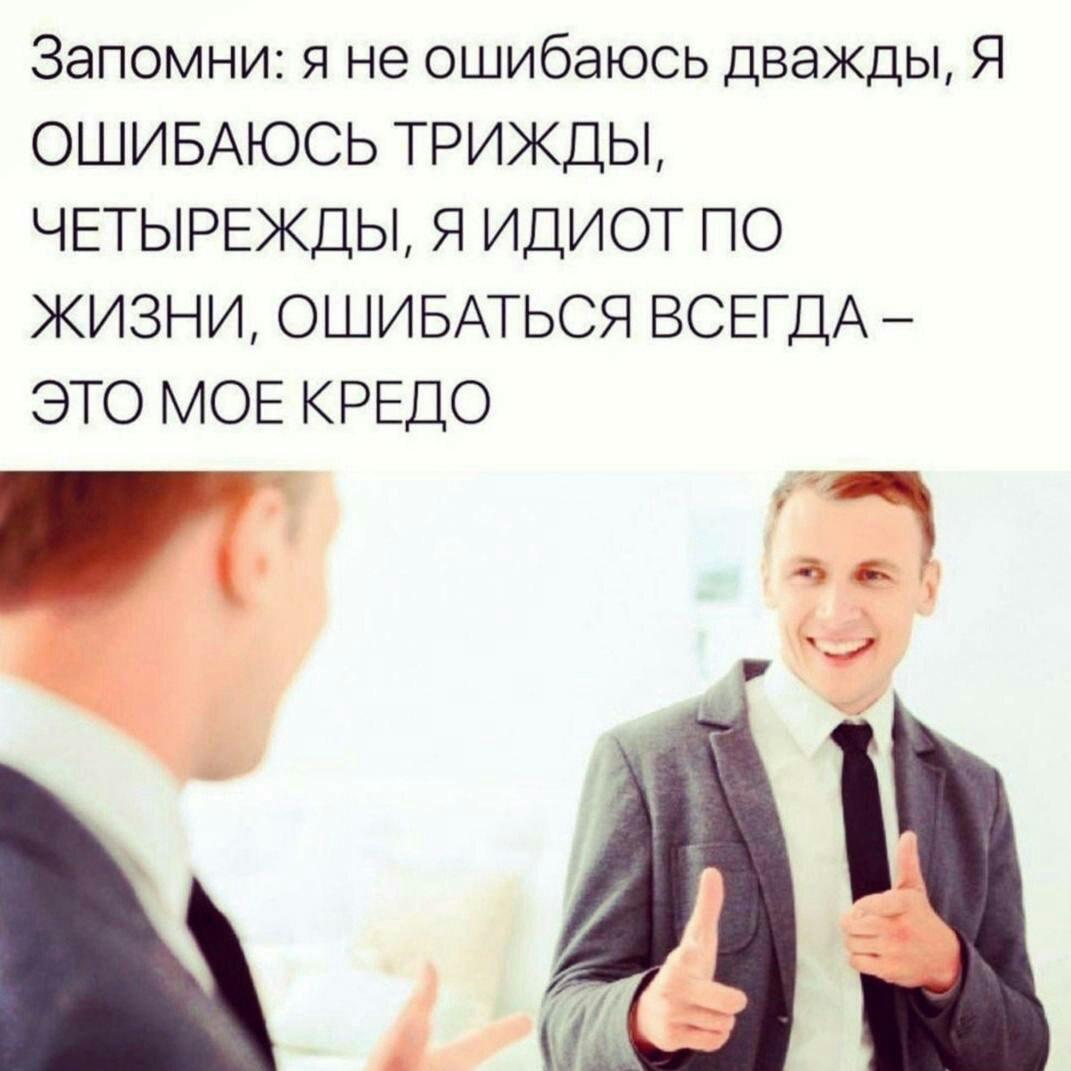 Запомни: я не ошибаюсь дважды, Я
ОШИБАЮСЬ ТРИЖДЫ,
ЧЕТЫРЕЖДЫ, Я ИДИОТ ПО
ЖИЗНИ, ОШИБАТЬСЯ ВСЕГДА –
ЭТО МОЕ КРЕДО